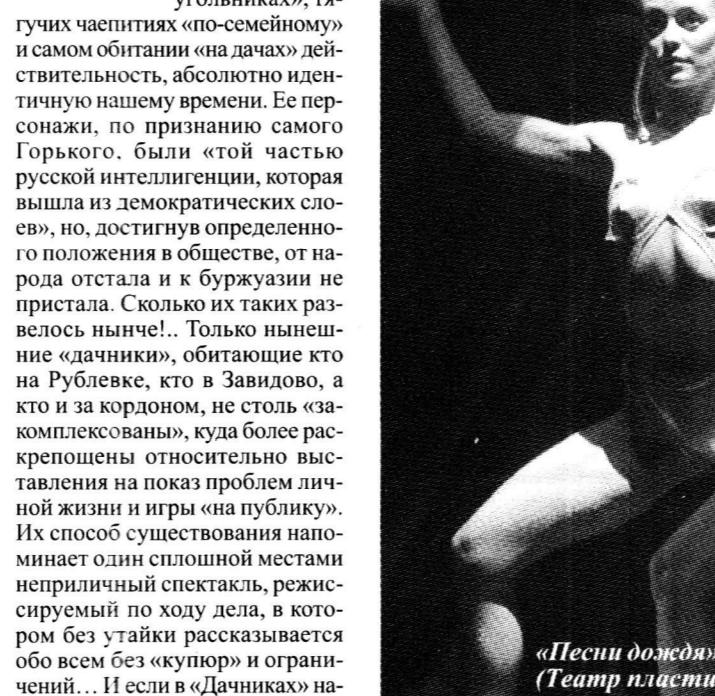 угольниках», тя-
гучих чаепитиях «по-семейному»
и самом обитании «на дачах» дей-
ствительность, абсолютно иден-
тичную нашему времени. Ее пер-
сонажи, по признанию самого
Горького, были «той частью
русской интеллигенции, которая
вышла из демократических сло-
ев», но, достигнув определенно-
го положения в обществе, от на-
рода отстала и к буржуазии не
пристала. Сколько их таких раз-
велось нынче!.. Только нынеш-
ние «дачники», обитающие кто
на Рублевке, кто в Завидово, а
кто и за кордоном, не столь «за-
комплексованы», куда более рас-
крепощены относительно выс-
тавления на показ проблем лич-
ной жизни и игры «на публику».
Их способ существования напо-
минает один сплошной местами
неприличный спектакль, режис-
сируемый по ходу дела, в кото-
ром без утайки рассказывается
обо всем без «купюр» и ограни-
чений... И если в «Дачниках» на-
«Песни дождя»
(Театр пласти